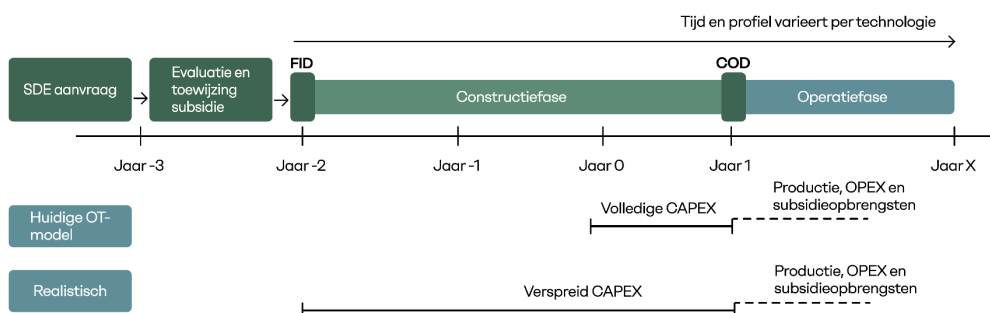 Tijd en profiel varieert per technologie
FID
COD
SDE aanvraag
Evaluatie en
toewijzing
subsidie
Constructiefase
Operatiefase
Jaar -3
Jaar -2
Jaar -1
Jaar 0
Jaar 1
Jaar X
Huidige OT-
model
Volledige CAPEX
Productie, OPEX en
subsidieopbrengsten
Realistisch
Verspreid CAPEX
Productie, OPEX en
subsidieopbrengsten